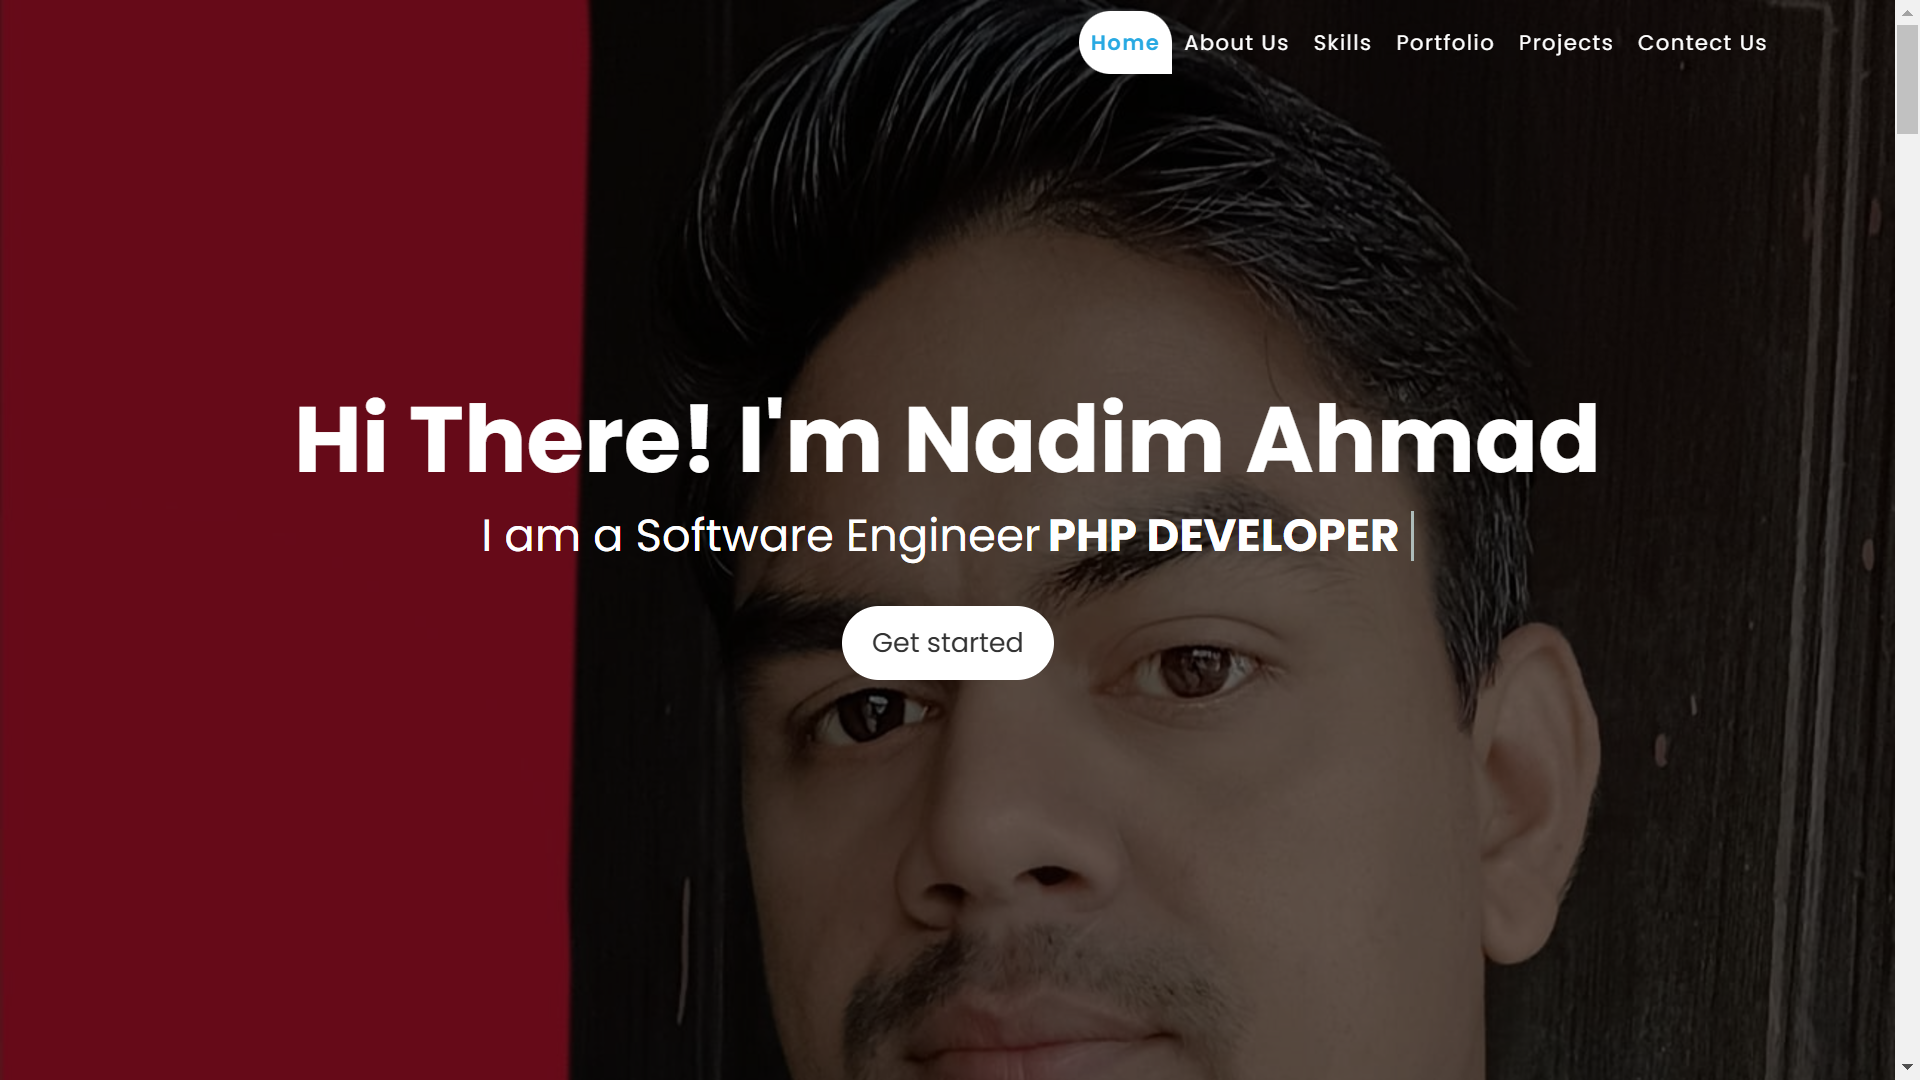 Home About Us Skills Portfolio Projects Contect Us
Hi There! I'm Nadim Ahmad
I am a Software Engineer PHP DEVELOPER
Get started